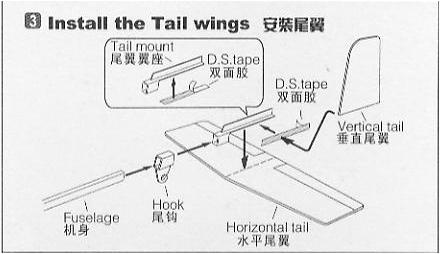 3 Install the Tail wings 安装尾翼
Tail mount
尾翼翼座
D.S.tape
双面胶
D.S.tape
双面胶
Vertical tail
垂直尾翼
Hook
尾钩
Fuselage
机身
Horizontal tail
水平尾翼